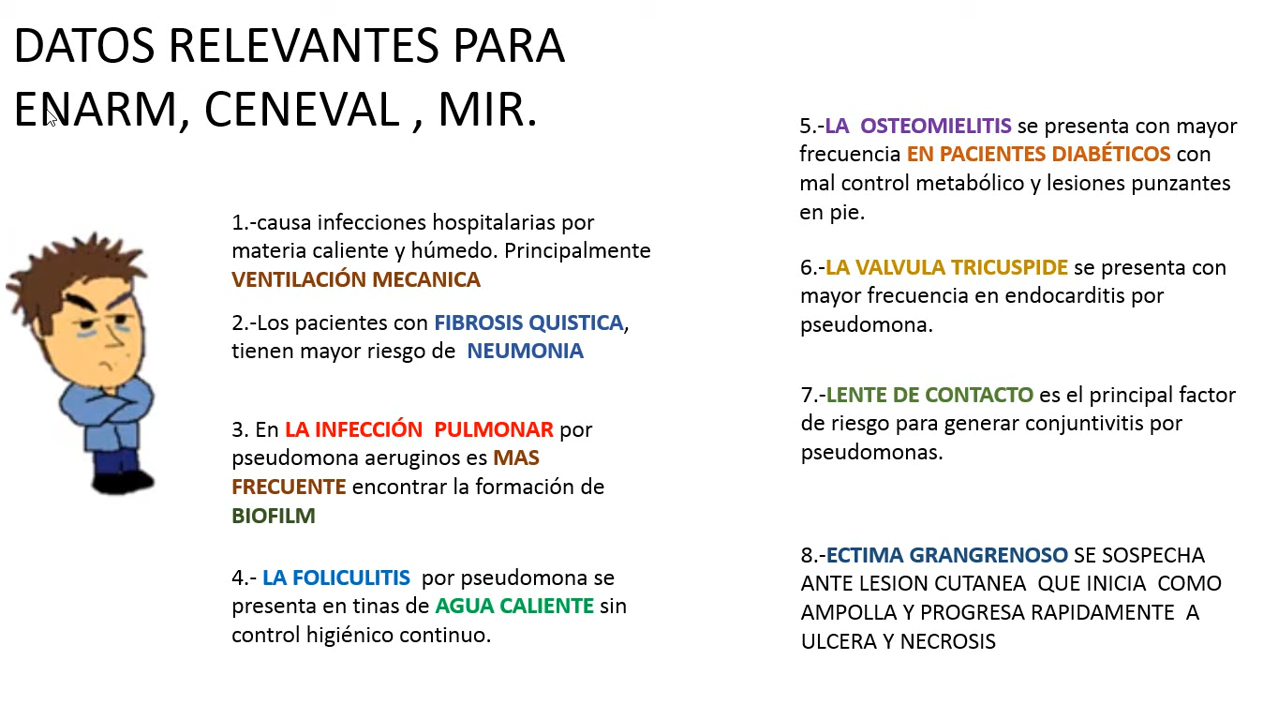 DATOS RELEVANTES PARA
ENARM, CENEVAL , MIR.
1.-causa infecciones hospitalarias por
materia caliente y húmedo. Principalmente
VENTILACIÓN MECANICA
2.-Los pacientes con FIBROSIS QUISTICA,
tienen mayor riesgo de NEUMONIA
3. En LA INFECCIÓN PULMONAR por
pseudomona aeruginos es MAS
FRECUENTE encontrar la formación de
BIOFILM
4.- LA FOLICULITIS por pseudomona se
presenta en tinas de AGUA CALIENTE sin
control higiénico continuo.
5.-LA OSTEOMIELITIS se presenta con mayor
frecuencia EN PACIENTES DIABÉTICOS con
mal control metabólico y lesiones punzantes
en pie.
6.-LA VALVULA TRICUSPIDE se presenta con
mayor frecuencia en endocarditis por
pseudomona.
7.-LENTE DE CONTACTO es el principal factor
de riesgo para generar conjuntivitis por
pseudomonas.
8.-ECTIMA GRANGRENOSO SE SOSPECHA
ANTE LESION CUTANEA QUE INICIA COMO
AMPOLLA Y PROGRESA RAPIDAMENTE A
ULCERA Y NECROSIS